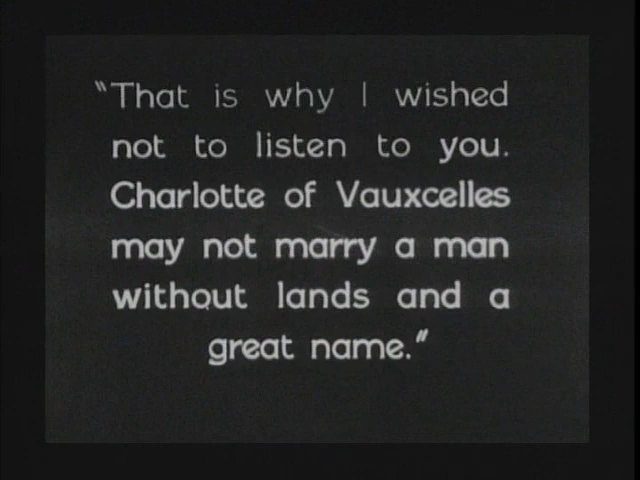 "That is why I wished
not to listen to you.
Charlotte of Vauxcelles
may not marry a man
without lands and a
great name."